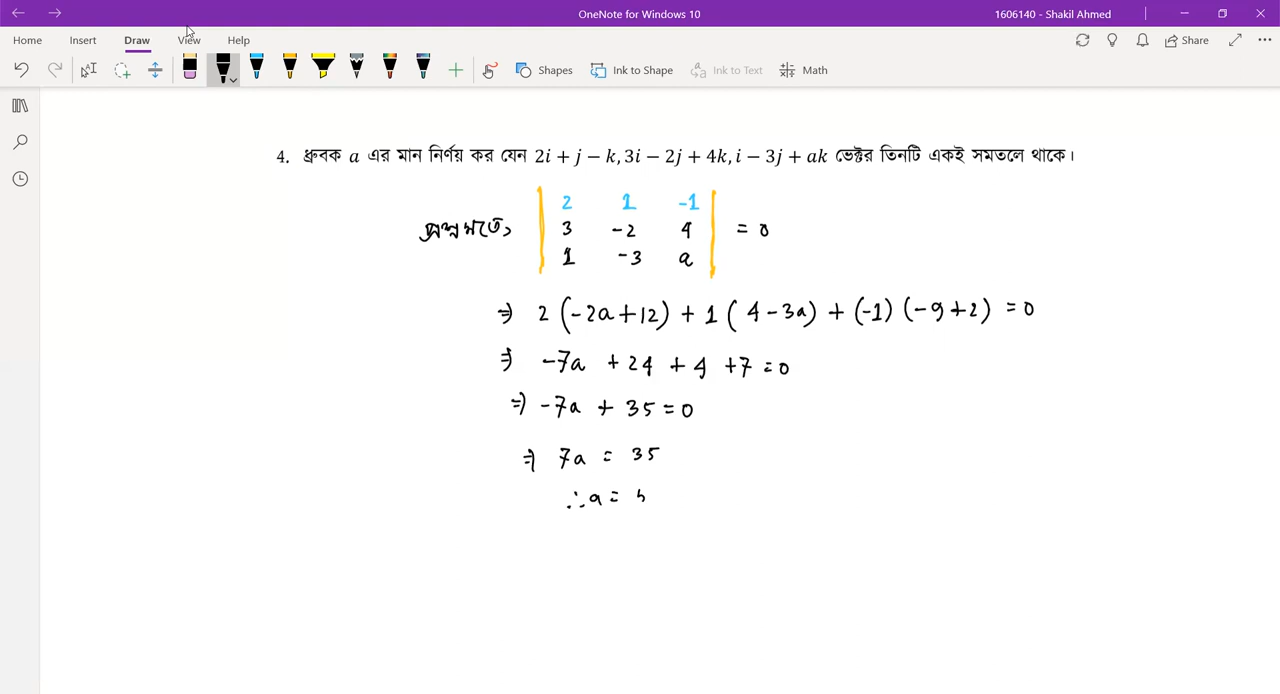 OneNote for Windows 10
1606140 - Shakil Ahmed
Home Insert Draw View Help
Share
Shapes Ink to Shape Ink to Text Math
4. ধ্রুবক a এর মান নির্ণয় কর যেন 2i + j − k, 3i − 2j + 4k, i − 3j + ak ভেক্টর তিনটি একই সমতলে থাকে।
2 1 -1
প্রশ্নমতে, 3 -2 4 = 0
1 -3 a
⇒ 2 (-2a+12) + 1 (4-3a) + (-1) (-9+2) = 0
⇒ -7a + 24 + 4 + 7 = 0
⇒ -7a + 35 = 0
⇒ 7a = 35
∴ a =